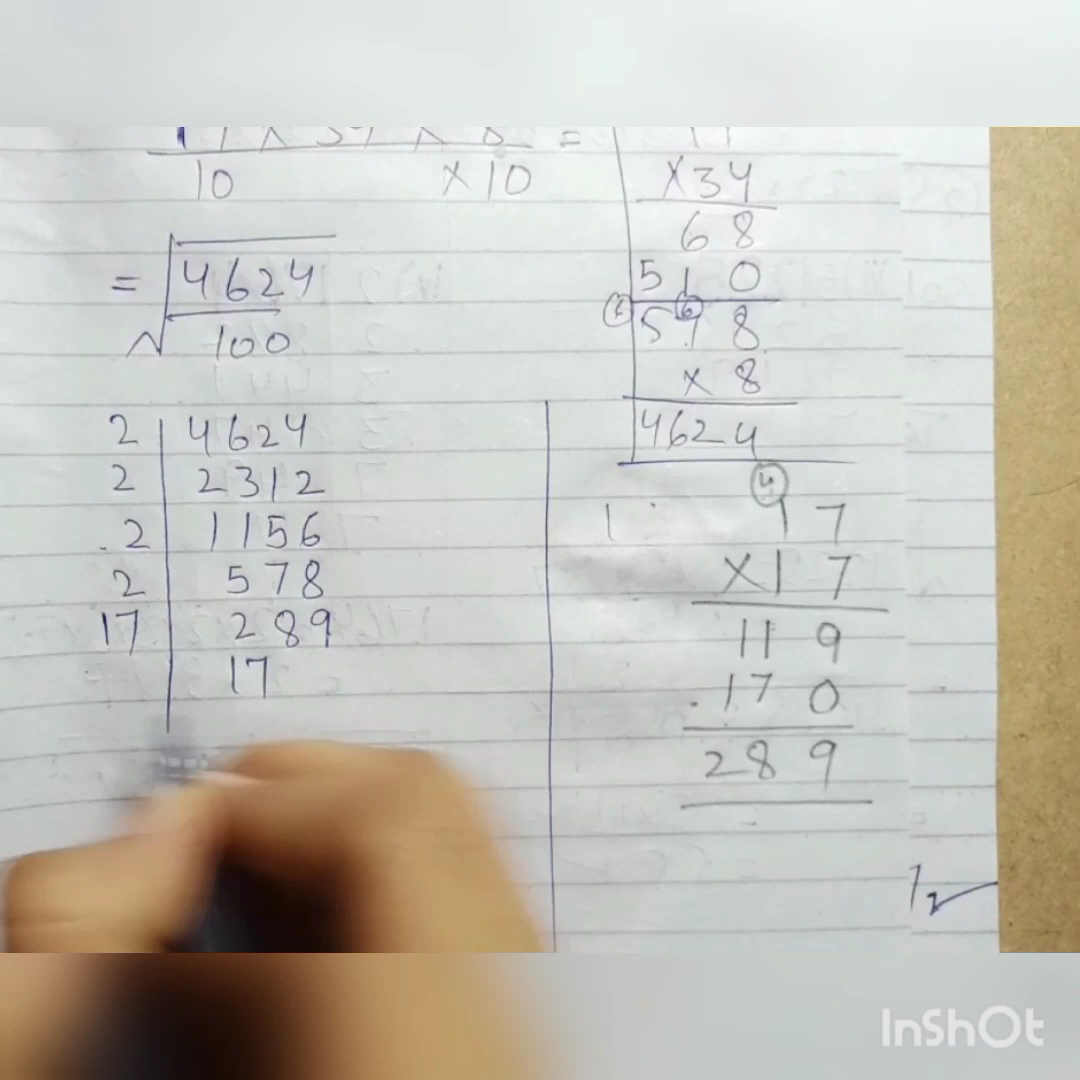 10 × 10
= √4624
100
2 | 4624
2 | 2312
2 | 1156
2 | 578
17 | 289
17
×34
68
510
578
× 8
4624
4
17
×17
119
170
289
InShOt